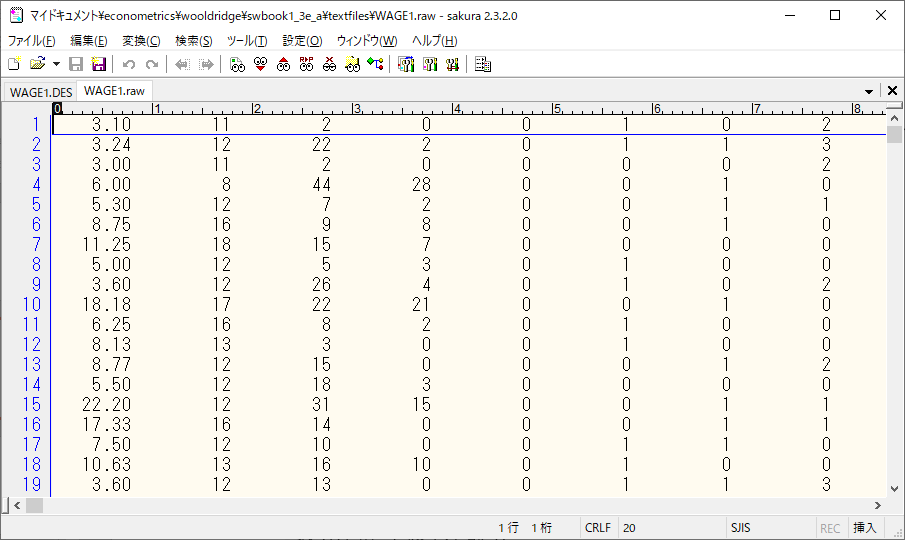 マイドキュメント¥econometrics¥wooldridge¥swbook1_3e_a¥textfiles¥WAGE1.raw - sakura 2.3.2.0
ファイル(F) 編集(E) 変換(C) 検索(S) ツール(T) 設定(O) ウィンドウ(W) ヘルプ(H)
WAGE1.DES WAGE1.raw
0 1 2 3 4 5 6 7 8
1 3.10 11 2 0 0 1 0 2
2 3.24 12 22 2 0 1 1 3
3 3.00 11 2 0 0 0 0 2
4 6.00 8 44 28 0 0 1 0
5 5.30 12 7 2 0 0 1 1
6 8.75 16 9 8 0 0 1 0
7 11.25 18 15 7 0 0 0 0
8 5.00 12 5 3 0 1 0 0
9 3.60 12 26 4 0 1 0 2
10 18.18 17 22 21 0 0 1 0
11 6.25 16 8 2 0 1 0 0
12 8.13 13 3 0 0 1 0 0
13 8.77 12 15 0 0 0 1 2
14 5.50 12 18 3 0 0 0 0
15 22.20 12 31 15 0 0 1 1
16 17.33 16 14 0 0 0 1 1
17 7.50 12 10 0 0 1 1 0
18 10.63 13 16 10 0 1 0 0
19 3.60 12 13 0 0 1 1 3
1 行 1 桁 CRLF 20 SJIS REC 挿入